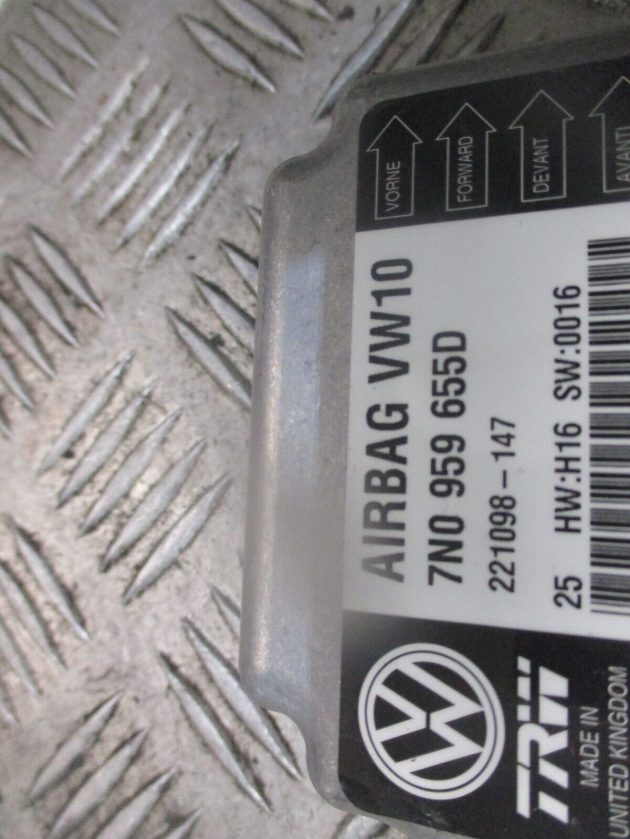 VORNE
FORWARD
DEVANT
AVANTI
AIRBAG VW10
7N0 959 655D
221098-147
25 HW:H16 SW:0016
VW
TRW
MADE IN
UNITED KINGDOM